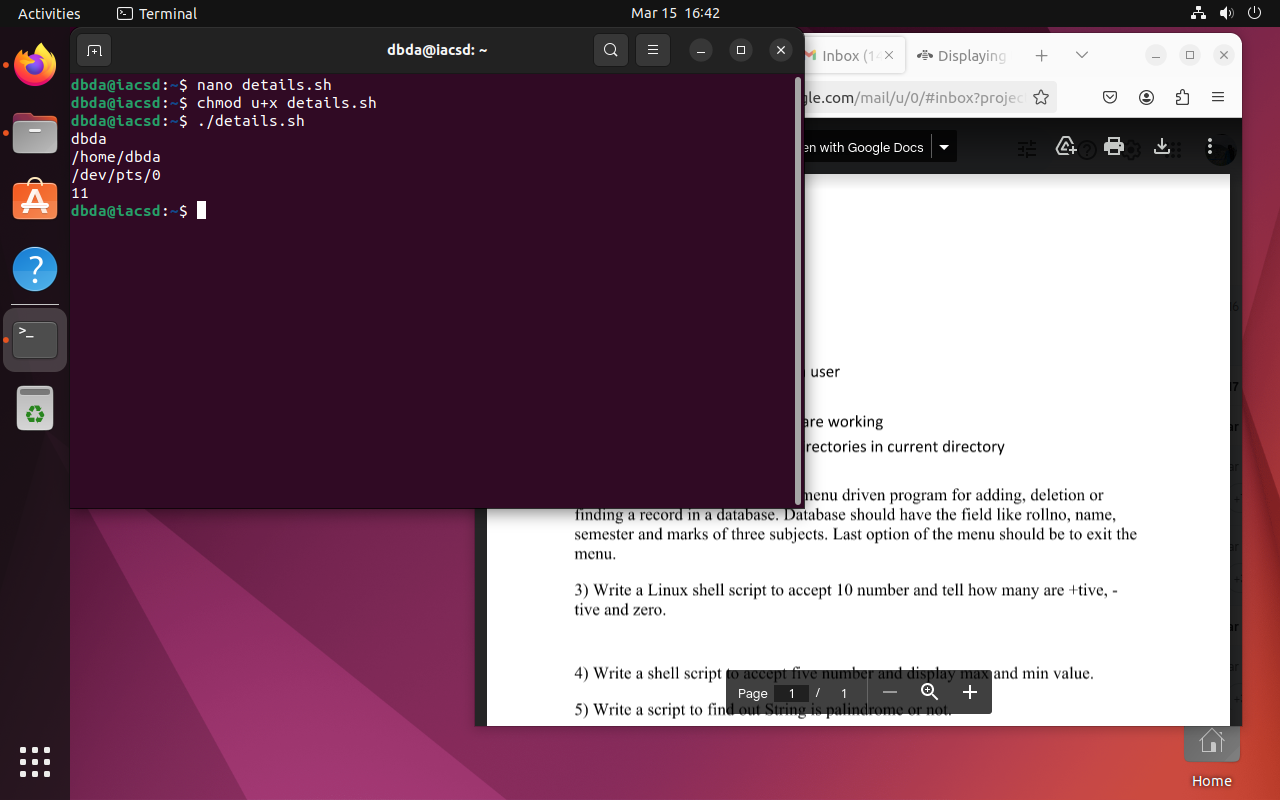 Activities
Terminal
Mar 15 16:42
dbda@iacsd: ~
dbda@iacsd:~$ nano details.sh
dbda@iacsd:~$ chmod u+x details.sh
dbda@iacsd:~$ ./details.sh
dbda
/home/dbda
/dev/pts/0
11
dbda@iacsd:~$
Inbox (1
Displaying
gle.com/mail/u/0/#inbox?projec
en with Google Docs
user
are working
rectories in current directory
menu driven program for adding, deletion or
finding a record in a database. Database should have the field like rollno, name,
semester and marks of three subjects. Last option of the menu should be to exit the
menu.
3) Write a Linux shell script to accept 10 number and tell how many are +tive, -
tive and zero.
4) Write a shell script to accept five number and display max and min value.
5) Write a script to find out String is palindrome or not.
Page 1 / 1
Home